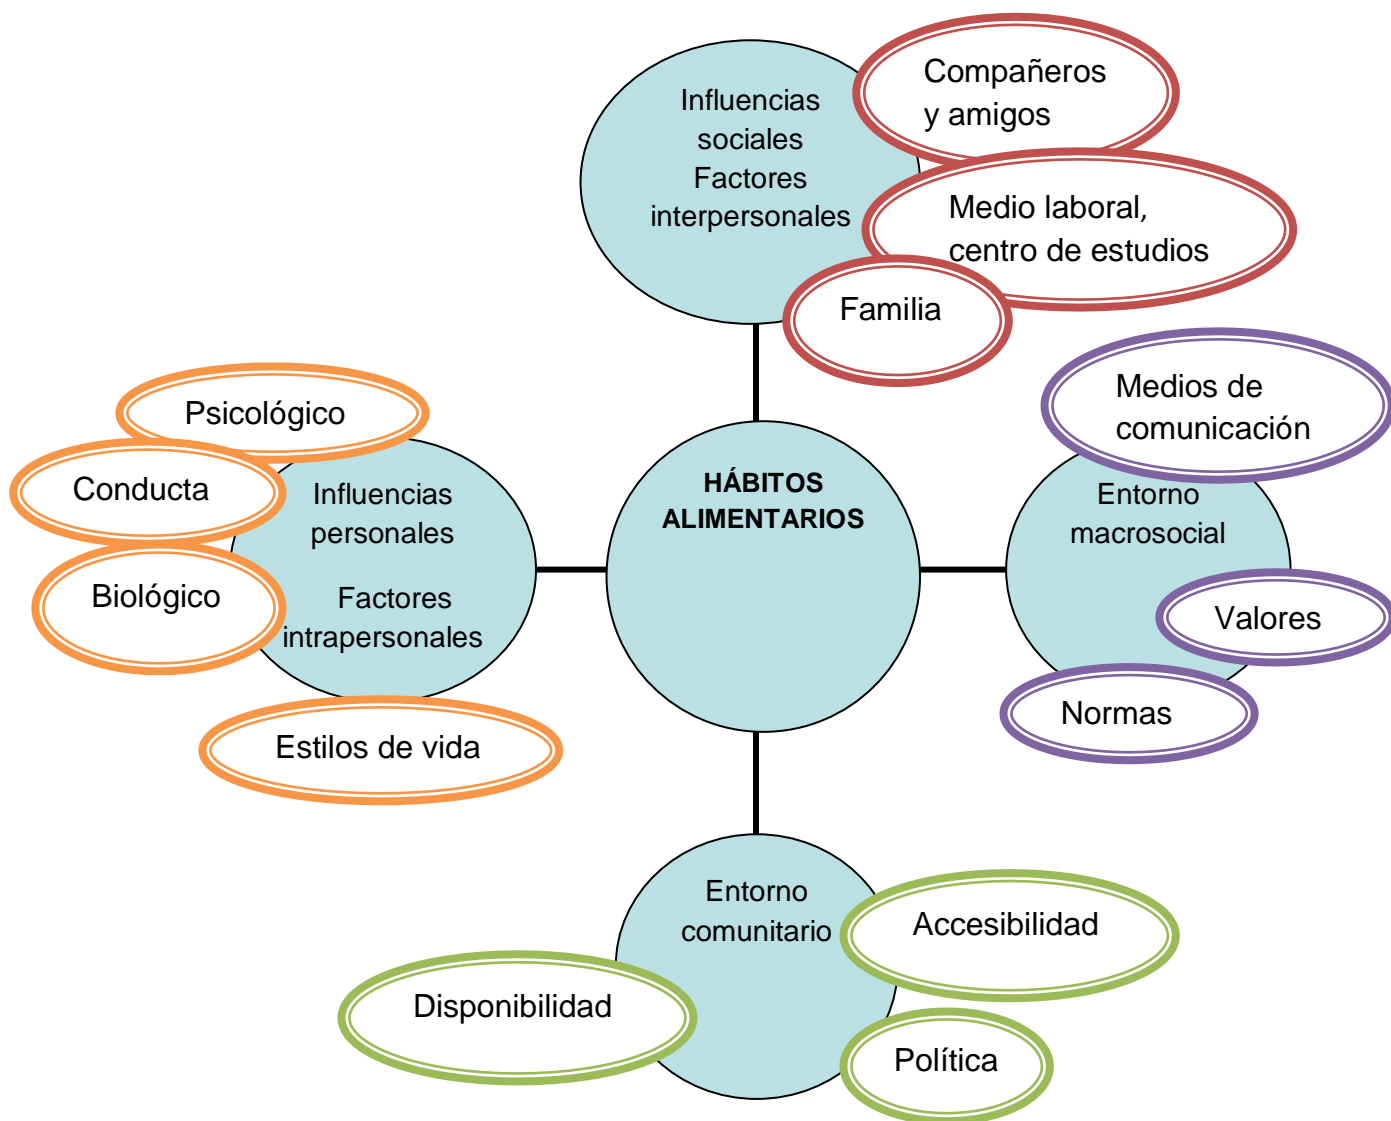 Influencias
sociales
Factores
interpersonales
Compañeros
y amigos
Medio laboral,
centro de estudios
Familia
Medios de
comunicación
Entorno
macrosocial
Valores
Normas
HÁBITOS
ALIMENTARIOS
Psicológico
Conducta
Biológico
Influencias
personales
Factores
intrapersonales
Estilos de vida
Entorno
comunitario
Accesibilidad
Disponibilidad
Política